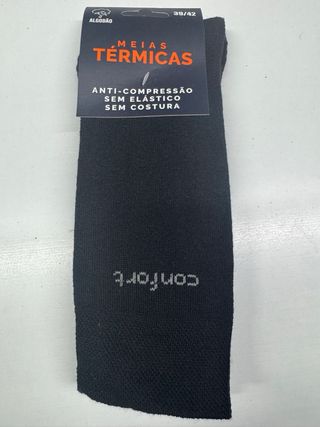 ALGODÃO
39/42
MEIAS
TÉRMICAS
ANTI-COMPRESSÃO
SEM ELÁSTICO
SEM COSTURA
confort